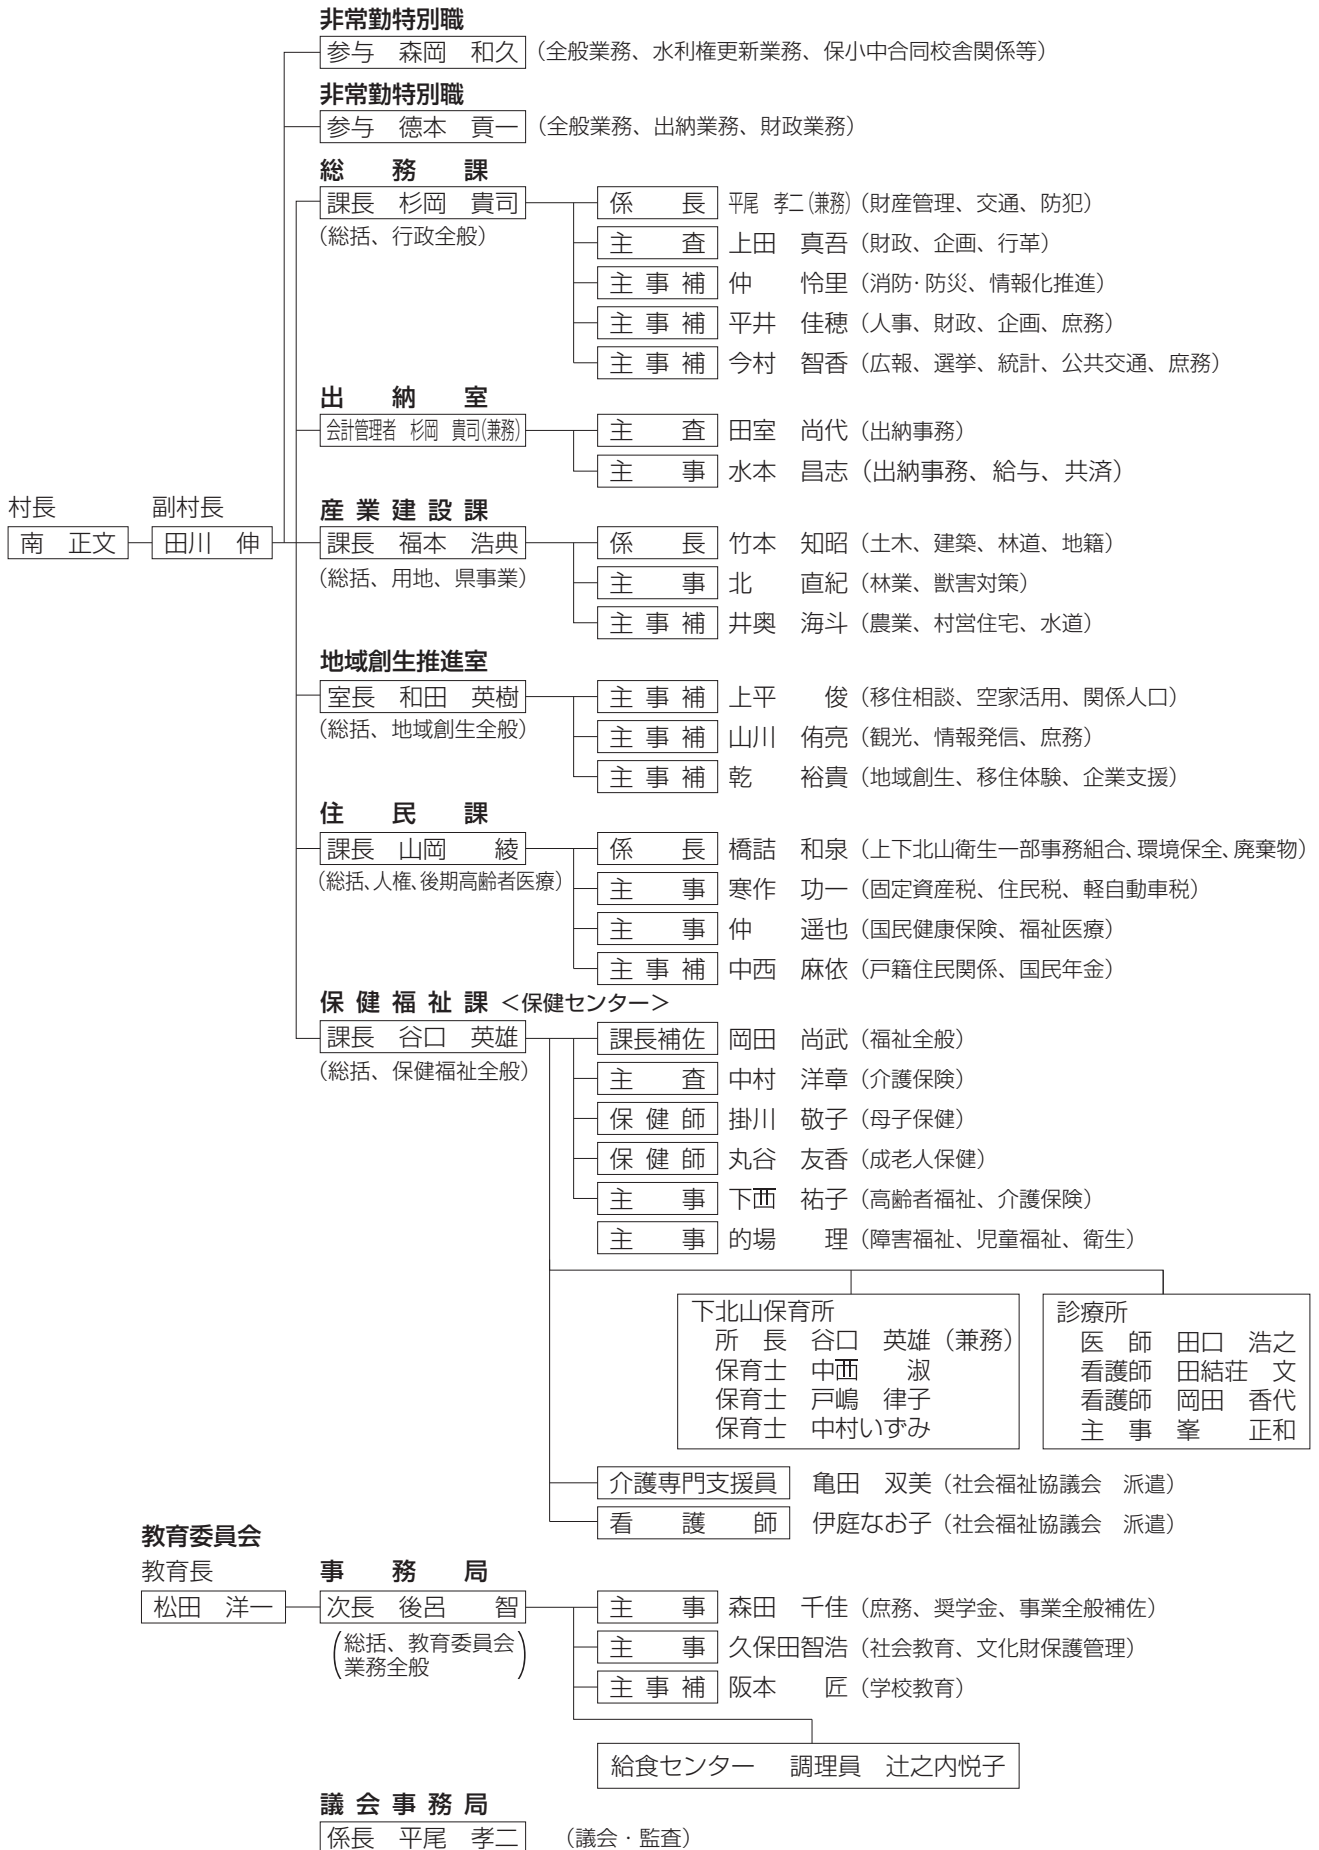 非常勤特別職
参与 森岡 和久 (全般業務、水利権更新業務、保小中合同校舎関係等)
非常勤特別職
参与 德本 貢一 (全般業務、出納業務、財政業務)
総務課
課長 杉岡 貴司
(総括、行政全般)
係長 平尾 孝二(兼務) (財産管理、交通、防犯)
主査 上田 真吾 (財政、企画、行革)
主事補 仲 怜里 (消防・防災、情報化推進)
主事補 平井 佳穂 (人事、財政、企画、庶務)
主事補 今村 智香 (広報、選挙、統計、公共交通、庶務)
出納室
会計管理者 杉岡 貴司(兼務)
主査 田室 尚代 (出納事務)
主事 水本 昌志 (出納事務、給与、共済)
村長
南 正文
副村長
田川 伸
産業建設課
課長 福本 浩典
(総括、用地、県事業)
係長 竹本 知昭 (土木、建築、林道、地籍)
主事 北 直紀 (林業、獣害対策)
主事補 井奥 海斗 (農業、村営住宅、水道)
地域創生推進室
室長 和田 英樹
(総括、地域創生全般)
主事補 上平 俊 (移住相談、空家活用、関係人口)
主事補 山川 侑亮 (観光、情報発信、庶務)
主事補 乾 裕貴 (地域創生、移住体験、企業支援)
住民課
課長 山岡 綾
(総括、人権、後期高齢者医療)
係長 橋詰 和泉 (上下北山衛生一部事務組合、環境保全、廃棄物)
主事 寒作 功一 (固定資産税、住民税、軽自動車税)
主事 仲 遥也 (国民健康保険、福祉医療)
主事補 中西 麻依 (戸籍住民関係、国民年金)
保健福祉課 <保健センター>
課長 谷口 英雄
(総括、保健福祉全般)
課長補佐 岡田 尚武 (福祉全般)
主査 中村 洋章 (介護保険)
保健師 掛川 敬子 (母子保健)
保健師 丸谷 友香 (成老人保健)
主事 下襾 祐子 (高齢者福祉、介護保険)
主事 的場 理 (障害福祉、児童福祉、衛生)
下北山保育所
所長 谷口 英雄(兼務)
保育士 中襾 淑
保育士 戸嶋 律子
保育士 中村いずみ
診療所
医師 田口 浩之
看護師 田結荘 文
看護師 岡田 香代
主事 峯 正和
介護専門支援員 亀田 双美 (社会福祉協議会 派遣)
看護師 伊庭なお子 (社会福祉協議会 派遣)
教育委員会
教育長
松田 洋一
事務局
次長 後呂 智
(総括、教育委員会
業務全般)
主事 森田 千佳 (庶務、奨学金、事業全般補佐)
主事 久保田智浩 (社会教育、文化財保護管理)
主事補 阪本 匠 (学校教育)
給食センター 調理員 辻之内悦子
議会事務局
係長 平尾 孝二 (議会・監査)